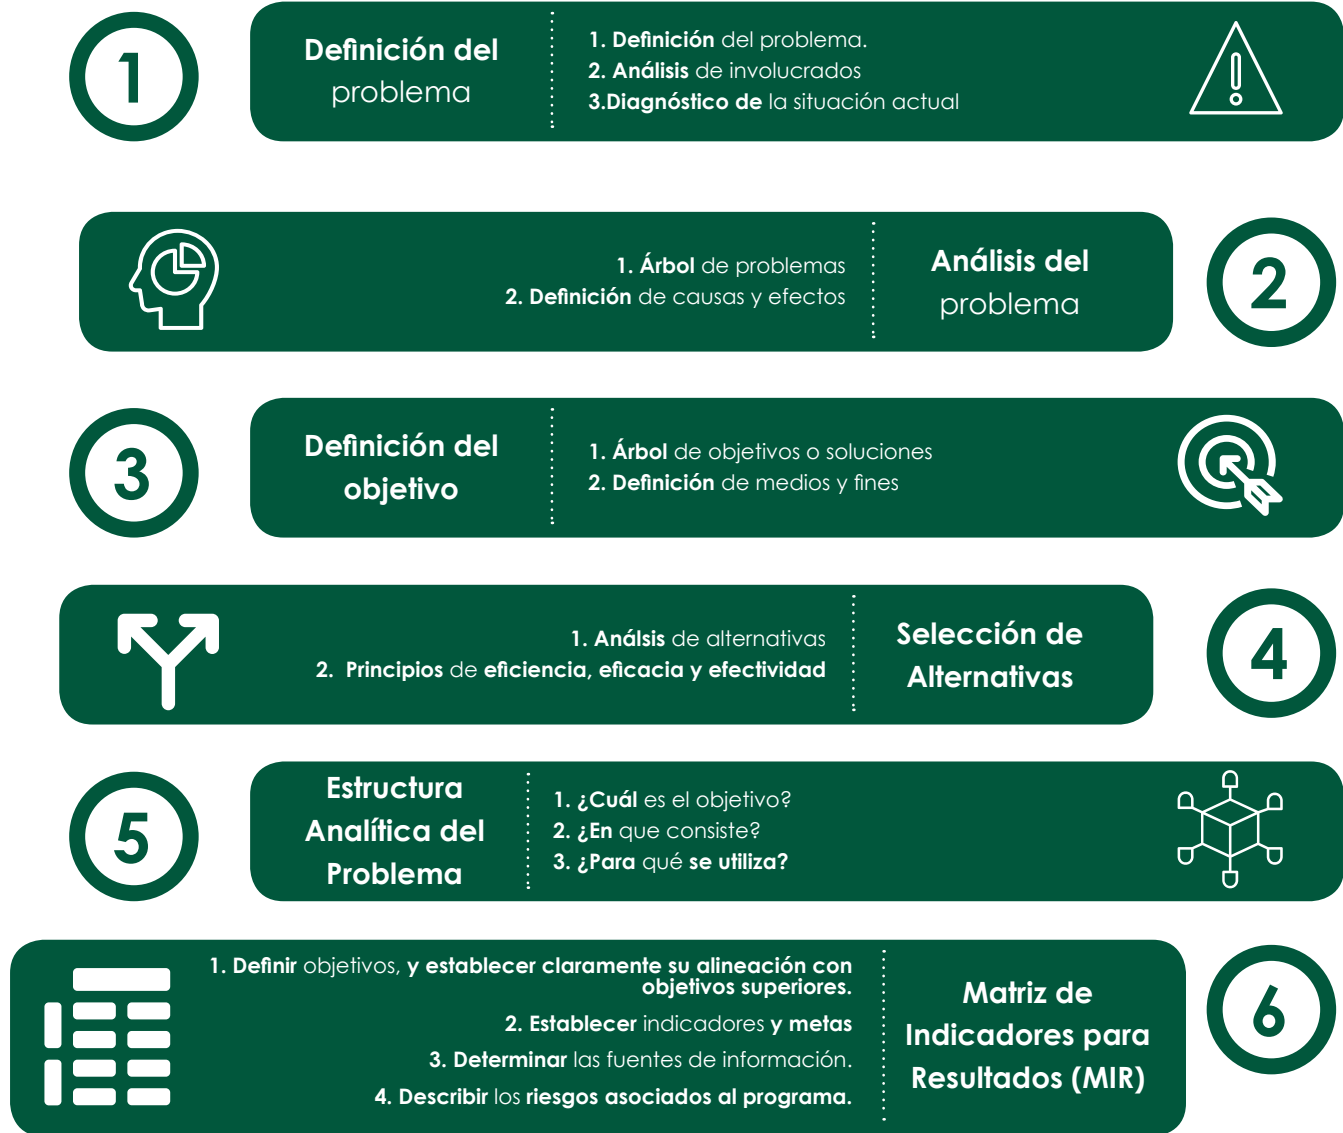 1
Definición del
problema
1. Definición del problema.
2. Análisis de involucrados
3.Diagnóstico de la situación actual
1. Árbol de problemas
2. Definición de causas y efectos
Análisis del
problema
2
3
Definición del
objetivo
1. Árbol de objetivos o soluciones
2. Definición de medios y fines
1. Análsis de alternativas
2. Principios de eficiencia, eficacia y efectividad
Selección de
Alternativas
4
5
Estructura
Analítica del
Problema
1. ¿Cuál es el objetivo?
2. ¿En que consiste?
3. ¿Para qué se utiliza?
1. Definir objetivos, y establecer claramente su alineación con
objetivos superiores.
2. Establecer indicadores y metas
3. Determinar las fuentes de información.
4. Describir los riesgos asociados al programa.
Matriz de
Indicadores para
Resultados (MIR)
6